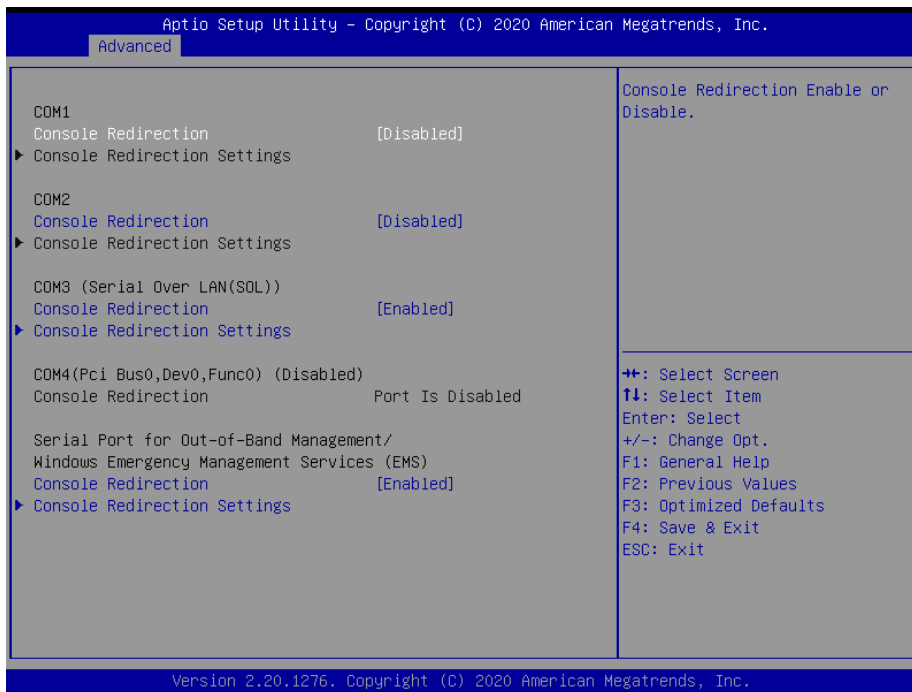 Aptio Setup Utility – Copyright (C) 2020 American Megatrends, Inc.
Advanced
COM1
Console Redirection [Disabled]
▶ Console Redirection Settings
COM2
Console Redirection [Disabled]
▶ Console Redirection Settings
COM3 (Serial Over LAN(SOL))
Console Redirection [Enabled]
▶ Console Redirection Settings
COM4(Pci Bus0,Dev0,Func0) (Disabled)
Console Redirection Port Is Disabled
Serial Port for Out-of-Band Management/
Windows Emergency Management Services (EMS)
Console Redirection [Enabled]
▶ Console Redirection Settings
Console Redirection Enable or
Disable.
→←: Select Screen
↑↓: Select Item
Enter: Select
+/-: Change Opt.
F1: General Help
F2: Previous Values
F3: Optimized Defaults
F4: Save & Exit
ESC: Exit
Version 2.20.1276. Copyright (C) 2020 American Megatrends, Inc.